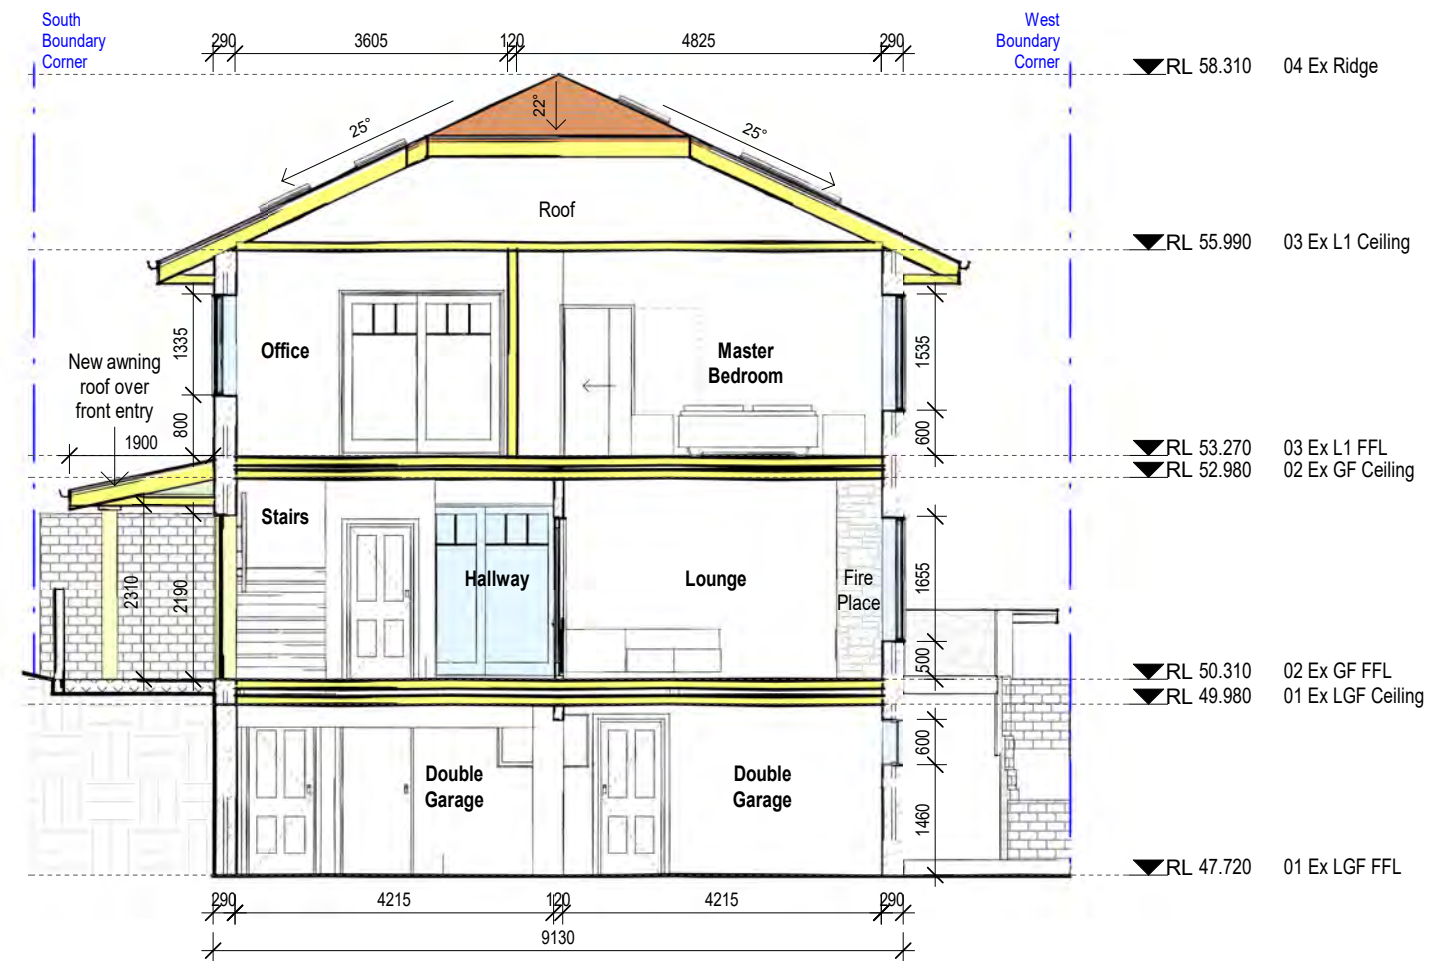 South
Boundary
Corner
West
Boundary
Corner
290
3605
120
4825
290
RL 58.310 04 Ex Ridge
25°
22°
25°
Roof
RL 55.990 03 Ex L1 Ceiling
1335
Office
Master
Bedroom
1535
New awning
roof over
front entry
800
600
1900
RL 53.270 03 Ex L1 FFL
RL 52.980 02 Ex GF Ceiling
Stairs
2310
2190
Hallway
Lounge
Fire
Place
1655
500
RL 50.310 02 Ex GF FFL
RL 49.980 01 Ex LGF Ceiling
600
Double
Garage
Double
Garage
1460
RL 47.720 01 Ex LGF FFL
290
4215
120
4215
290
9130